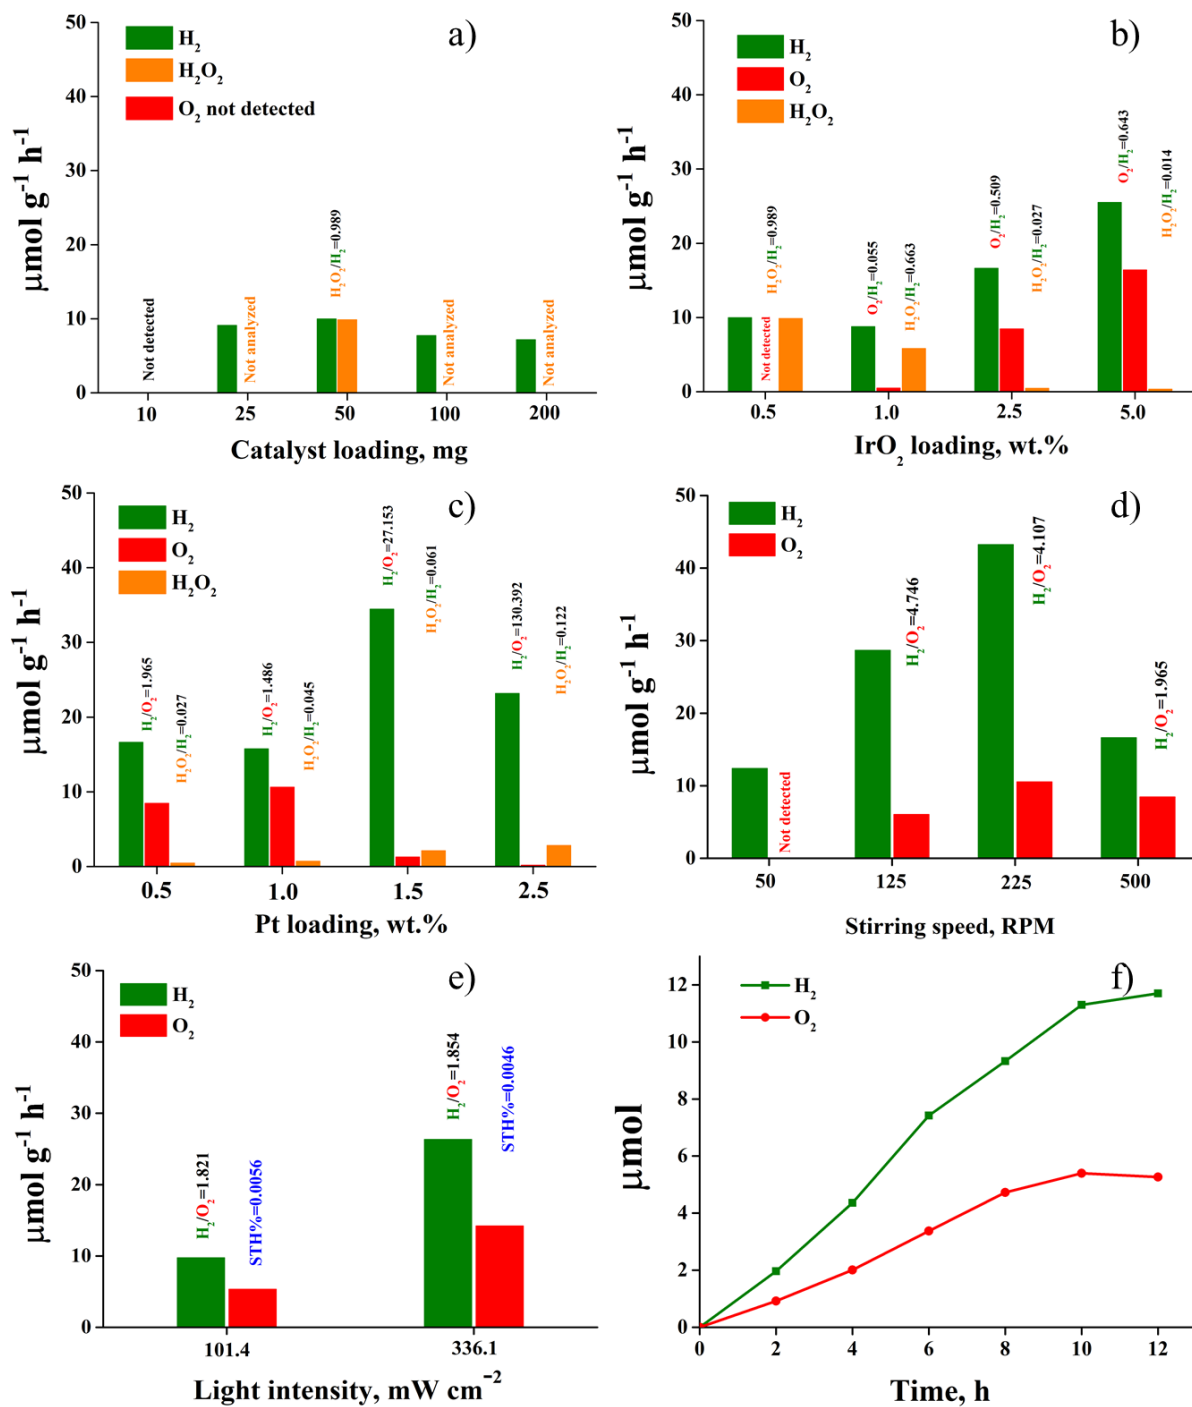 a)
H₂
H₂O₂
O₂ not detected
µmol g⁻¹ h⁻¹
50
40
30
20
10
0
Not detected
Not analyzed
H₂O₂/H₂=0.989
Not analyzed
Not analyzed
10 25 50 100 200
Catalyst loading, mg
b)
H₂
O₂
H₂O₂
µmol g⁻¹ h⁻¹
50
40
30
20
10
0
Not detected
H₂O₂/H₂=0.989
O₂/H₂=0.055
H₂O₂/H₂=0.663
O₂/H₂=0.509
H₂O₂/H₂=0.027
O₂/H₂=0.643
H₂O₂/H₂=0.014
0.5 1.0 2.5 5.0
IrO₂ loading, wt.%
c)
H₂
O₂
H₂O₂
µmol g⁻¹ h⁻¹
50
40
30
20
10
0
H₂/O₂=1.965
H₂O₂/H₂=0.027
H₂/O₂=1.486
H₂O₂/H₂=0.045
H₂/O₂=27.153
H₂O₂/H₂=0.061
H₂/O₂=130.392
H₂O₂/H₂=0.122
0.5 1.0 1.5 2.5
Pt loading, wt.%
d)
H₂
O₂
µmol g⁻¹ h⁻¹
50
40
30
20
10
0
Not detected
H₂/O₂=4.746
H₂/O₂=4.107
H₂/O₂=1.965
50 125 225 500
Stirring speed, RPM
e)
H₂
O₂
µmol g⁻¹ h⁻¹
50
40
30
20
10
0
H₂/O₂=1.821
STH%=0.0056
H₂/O₂=1.854
STH%=0.0046
101.4 336.1
Light intensity, mW cm⁻²
f)
H₂
O₂
µmol
12
10
8
6
4
2
0
0 2 4 6 8 10 12
Time, h